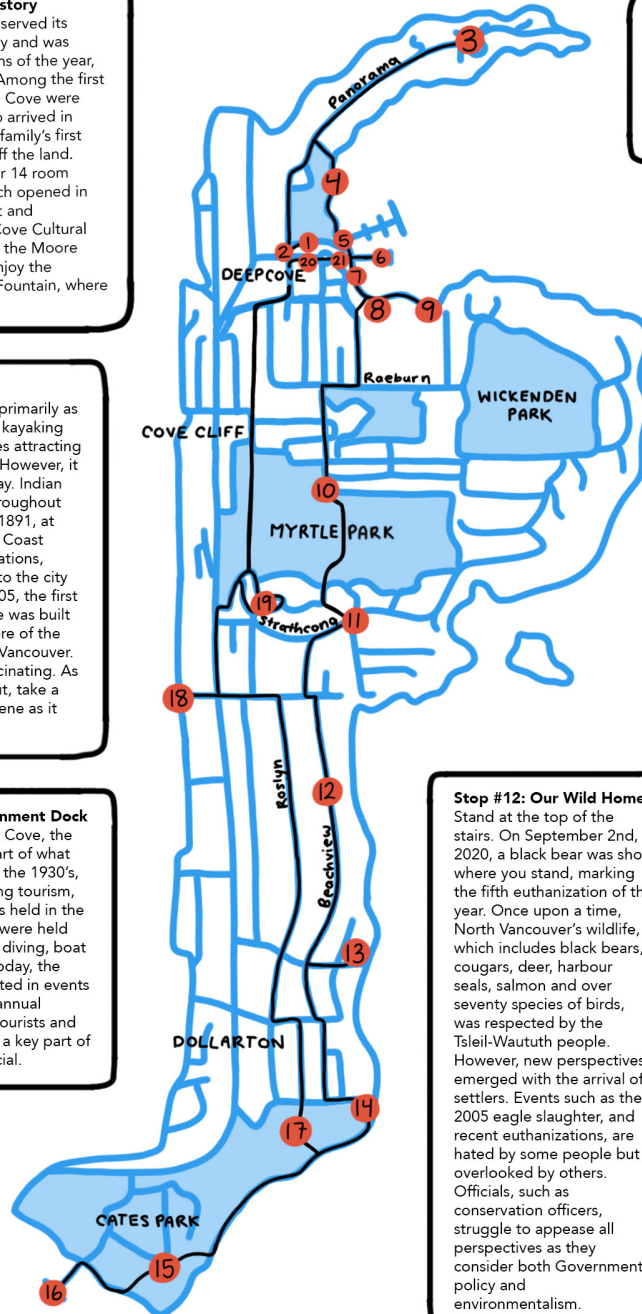 story
served its
y and was
ns of the year,
Among the first
Cove were
o arrived in
family's first
ff the land.
r 14 room
ch opened in
t and
Cove Cultural
the Moore
njoy the
Fountain, where
primarily as
kayaking
es attracting
However, it
ay. Indian
roughout
1891, at
Coast
ations,
to the city
05, the first
e was built
ore of the
Vancouver.
cinating. As
ut, take a
ene as it
nment Dock
Cove, the
art of what
the 1930's,
ng tourism,
s held in the
were held
diving, boat
oday, the
ted in events
annual
ourists and
a key part of
cial.
3
Panorama
4
1
5
2
20
21
6
DEEPCOVE
7
8
9
Raeburn
WICKENDEN
PARK
COVE CLIFF
10
MYRTLE PARK
19
Strathcona
11
18
Roslyn
12
Beachview
13
DOLLARTON
14
17
CATES PARK
15
16
Stop #12: Our Wild Home
Stand at the top of the
stairs. On September 2nd,
2020, a black bear was sho
where you stand, marking
the fifth euthanization of th
year. Once upon a time,
North Vancouver's wildlife,
which includes black bears,
cougars, deer, harbour
seals, salmon and over
seventy species of birds,
was respected by the
Tsleil-Waututh people.
However, new perspectives
emerged with the arrival of
settlers. Events such as the
2005 eagle slaughter, and
recent euthanizations, are
hated by some people but
overlooked by others.
Officials, such as
conservation officers,
struggle to appease all
perspectives as they
consider both Government
policy and
environmentalism.